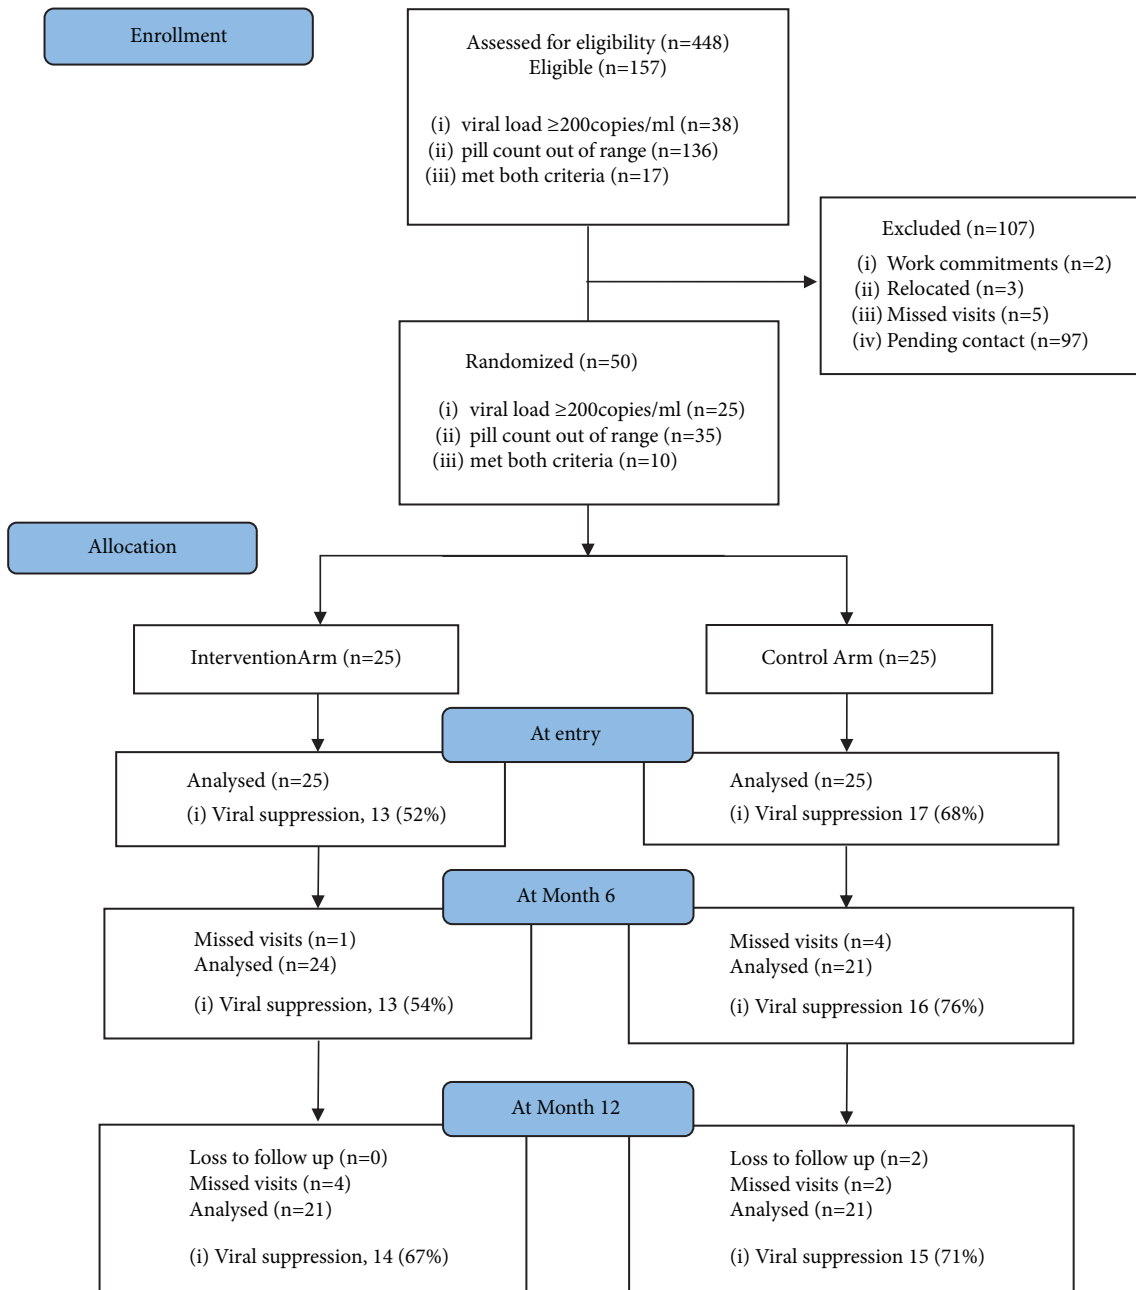 Enrollment
Assessed for eligibility (n=448)
Eligible (n=157)
(i) viral load ≥200copies/ml (n=38)
(ii) pill count out of range (n=136)
(iii) met both criteria (n=17)
Excluded (n=107)
(i) Work commitments (n=2)
(ii) Relocated (n=3)
(iii) Missed visits (n=5)
(iv) Pending contact (n=97)
Randomized (n=50)
(i) viral load ≥200copies/ml (n=25)
(ii) pill count out of range (n=35)
(iii) met both criteria (n=10)
Allocation
InterventionArm (n=25)
Control Arm (n=25)
At entry
Analysed (n=25)
(i) Viral suppression, 13 (52%)
Analysed (n=25)
(i) Viral suppression 17 (68%)
At Month 6
Missed visits (n=1)
Analysed (n=24)
(i) Viral suppression, 13 (54%)
Missed visits (n=4)
Analysed (n=21)
(i) Viral suppression 16 (76%)
At Month 12
Loss to follow up (n=0)
Missed visits (n=4)
Analysed (n=21)
(i) Viral suppression, 14 (67%)
Loss to follow up (n=2)
Missed visits (n=2)
Analysed (n=21)
(i) Viral suppression 15 (71%)